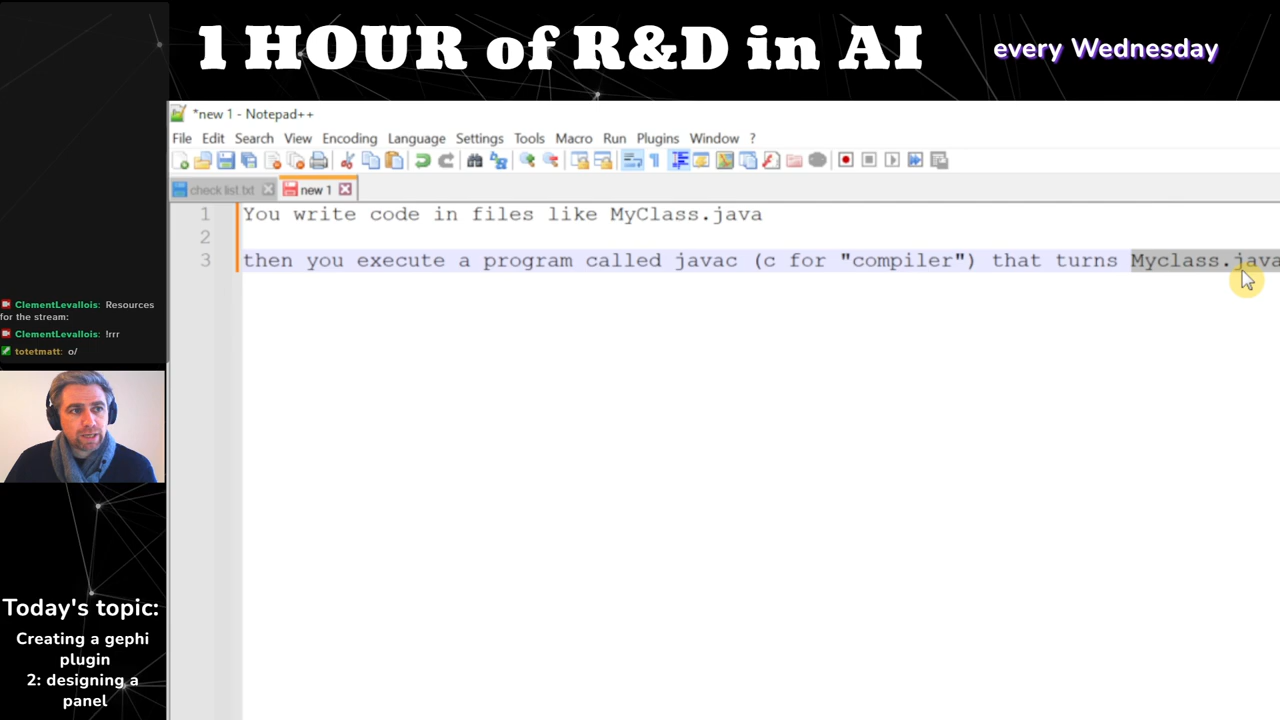 1 HOUR of R&D in AI
every Wednesday
*new 1 - Notepad++
File Edit Search View Encoding Language Settings Tools Macro Run Plugins Window ?
check list.txt new 1
1 You write code in files like MyClass.java
2
3 then you execute a program called javac (c for "compiler") that turns Myclass.java
ClementLevallois: Resources
for the stream:
ClementLevallois: !rrr
totetmatt: o/
Today's topic:
Creating a gephi
plugin
2: designing a
panel